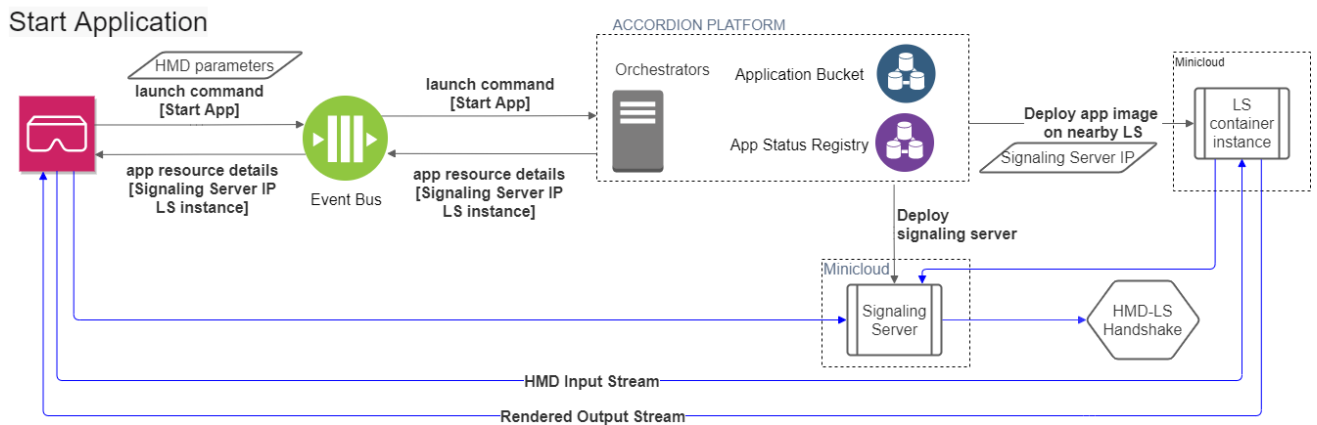 Start Application
HMD parameters
launch command
[Start App]
app resource details
[Signaling Server IP
LS instance]
Event Bus
launch command
[Start App]
app resource details
[Signaling Server IP
LS instance]
ACCORDION PLATFORM
Orchestrators
Application Bucket
App Status Registry
Deploy app image
on nearby LS
Signaling Server IP
Minicloud
LS
container
instance
Deploy
signaling server
Minicloud
Signaling
Server
HMD-LS
Handshake
HMD Input Stream
Rendered Output Stream